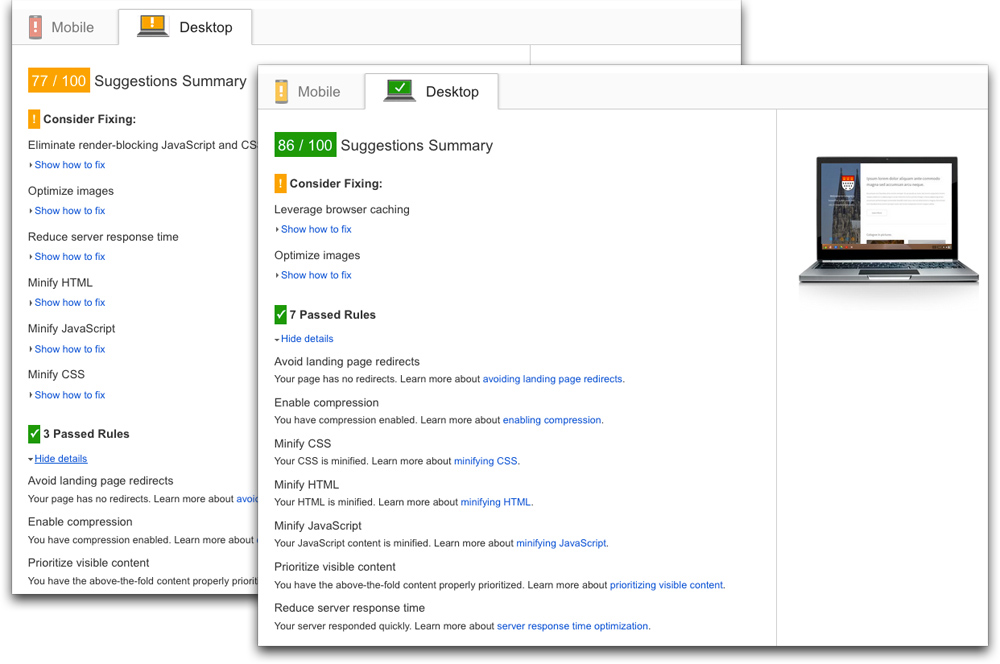 Mobile
Desktop
77 / 100 Suggestions Summary
! Consider Fixing:
Eliminate render-blocking JavaScript and CS
Show how to fix
Optimize images
Show how to fix
Reduce server response time
Show how to fix
Minify HTML
Show how to fix
Minify JavaScript
Show how to fix
Minify CSS
Show how to fix
3 Passed Rules
Hide details
Avoid landing page redirects
Your page has no redirects. Learn more about avoid
Enable compression
You have compression enabled. Learn more about
Prioritize visible content
You have the above-the-fold content properly priorit
Mobile
Desktop
86 / 100 Suggestions Summary
! Consider Fixing:
Leverage browser caching
Show how to fix
Optimize images
Show how to fix
7 Passed Rules
Hide details
Avoid landing page redirects
Your page has no redirects. Learn more about avoiding landing page redirects.
Enable compression
You have compression enabled. Learn more about enabling compression.
Minify CSS
Your CSS is minified. Learn more about minifying CSS.
Minify HTML
Your HTML is minified. Learn more about minifying HTML.
Minify JavaScript
Your JavaScript content is minified. Learn more about minifying JavaScript.
Prioritize visible content
You have the above-the-fold content properly prioritized. Learn more about prioritizing visible content.
Reduce server response time
Your server responded quickly. Learn more about server response time optimization.